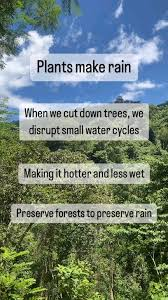 Plants make rain
When we cut down trees, we
disrupt small water cycles
Making it hotter and less wet
Preserve forests to preserve rain